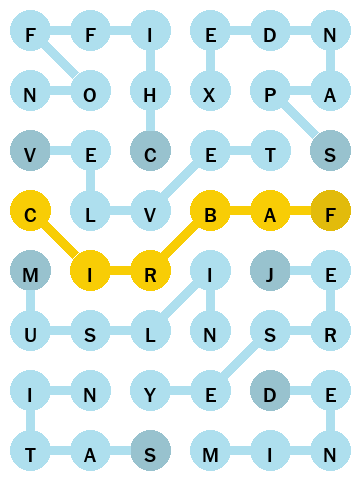 F F I E D N
N O H X P A
V E C E T S
C L V B A F
M I R I J E
U S L N S R
I N Y E D E
T A S M I N